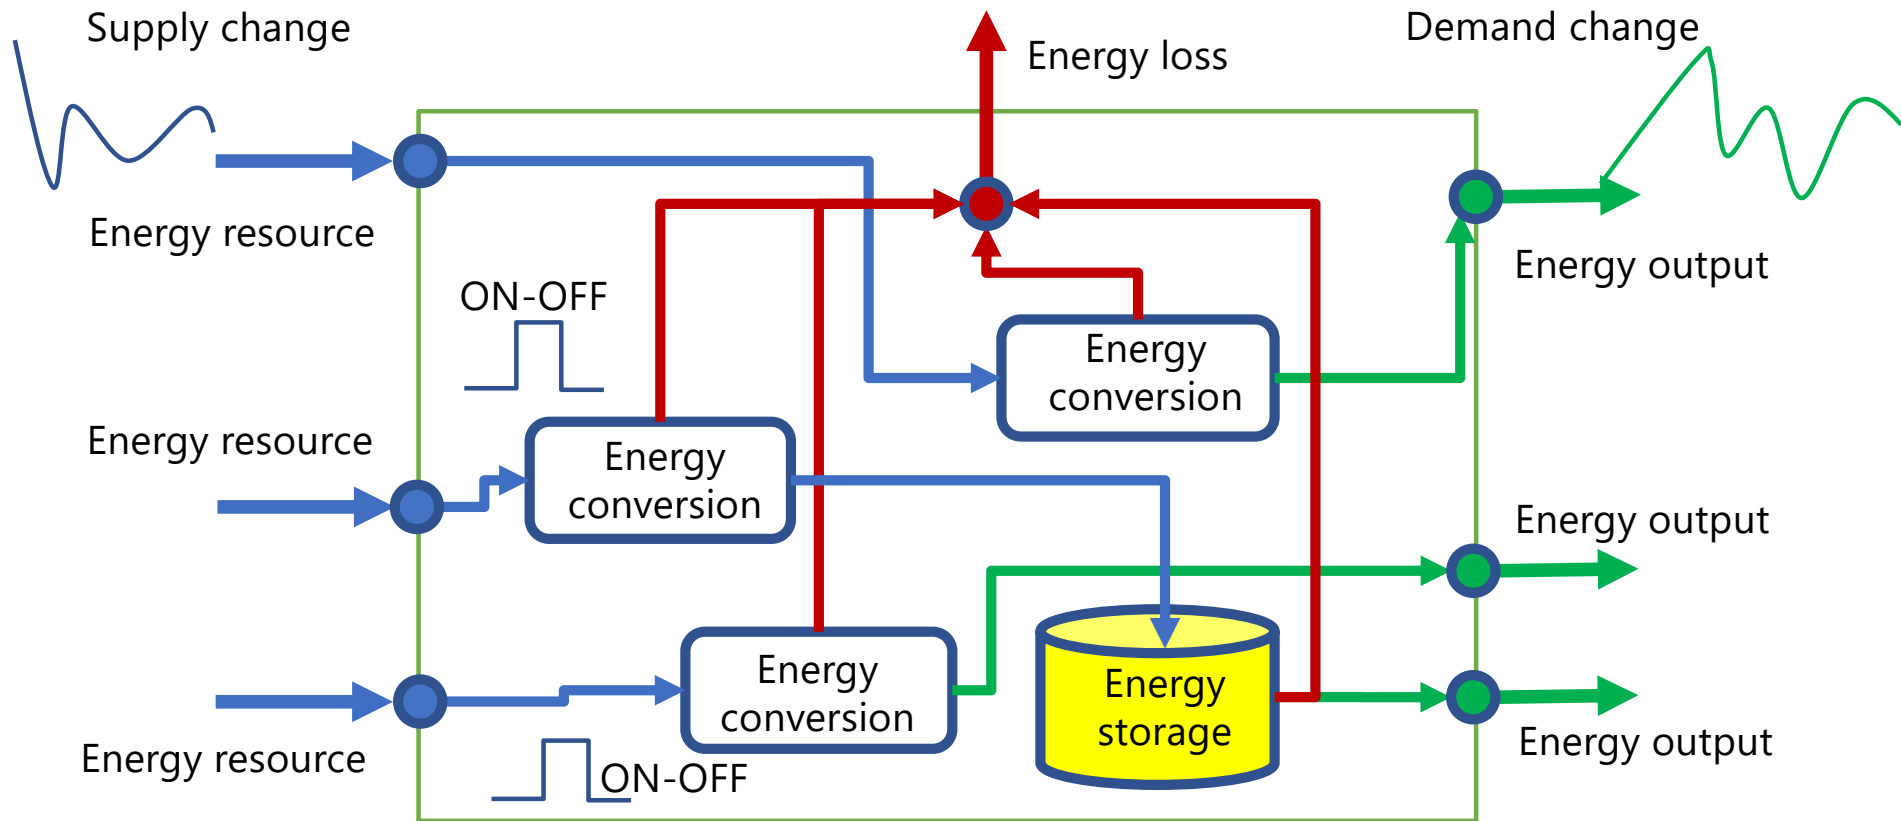 Supply change
Demand change
Energy loss
Energy resource
Energy output
ON-OFF
Energy
conversion
Energy resource
Energy
conversion
Energy output
Energy
conversion
Energy
storage
Energy output
Energy resource
ON-OFF